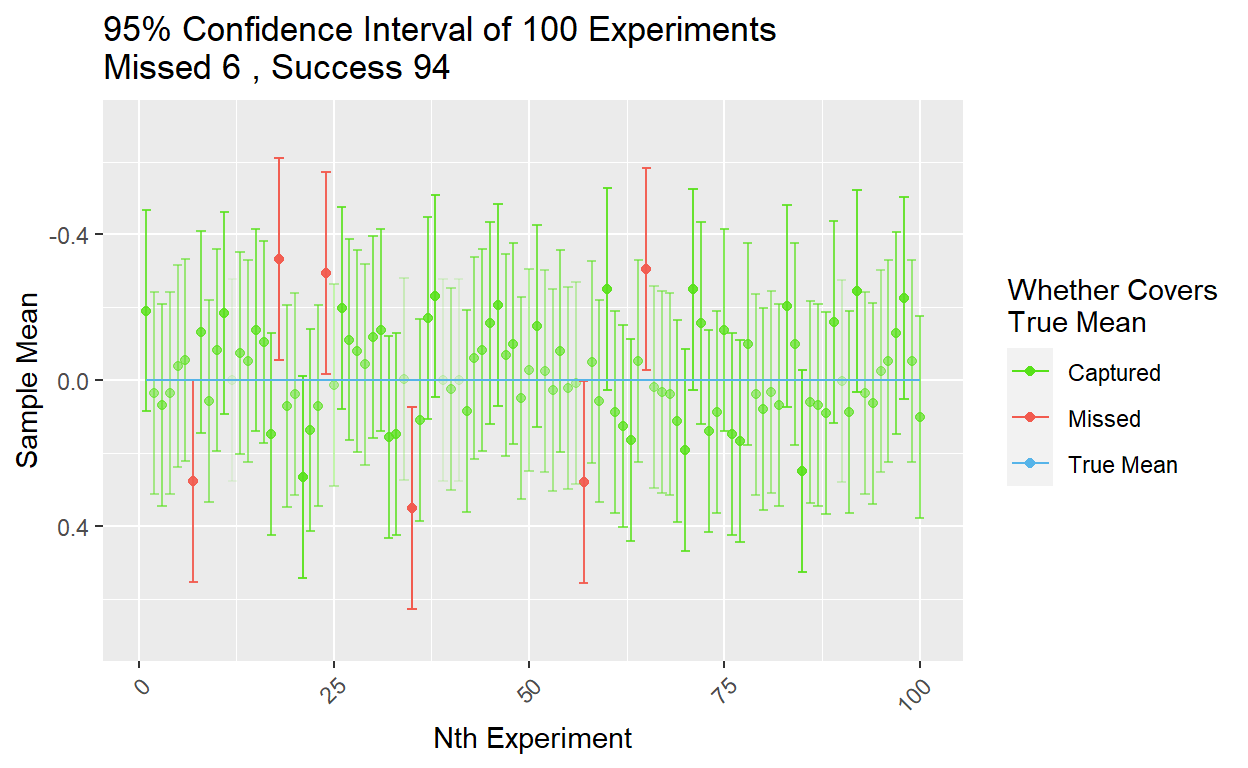 95% Confidence Interval of 100 Experiments
Missed 6 , Success 94
Sample Mean
-0.4
0.0
0.4
0
25
50
75
100
Nth Experiment
Whether Covers
True Mean
Captured
Missed
True Mean